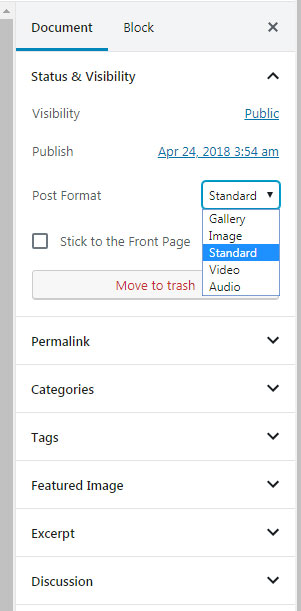 Document Block ×
Status & Visibility
Visibility Public
Publish Apr 24, 2018 3:54 am
Post Format Standard
Gallery
Image
Standard
Video
Audio
Stick to the Front Page
Move to trash
Permalink
Categories
Tags
Featured Image
Excerpt
Discussion